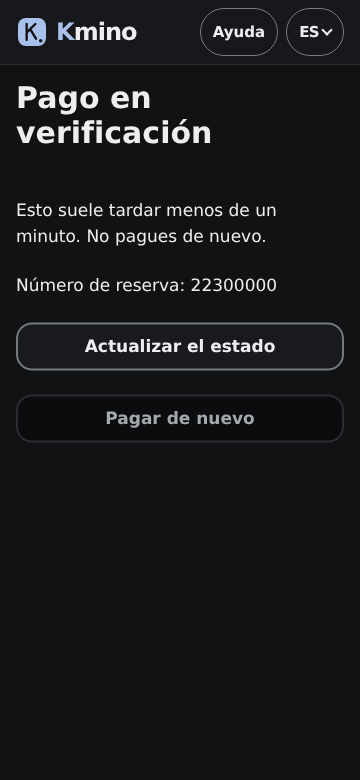 K. Kmino
Ayuda
ES
Pago en
verificación
Esto suele tardar menos de un
minuto. No pagues de nuevo.
Número de reserva: 22300000
Actualizar el estado
Pagar de nuevo